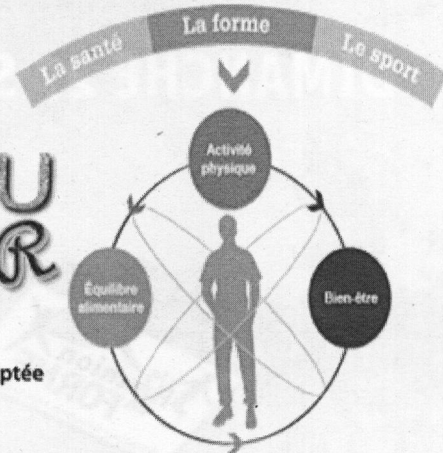 La santé
La forme
Le sport
Activité
physique
U
R
Équilibre
alimentaire
Bien-être
ptée